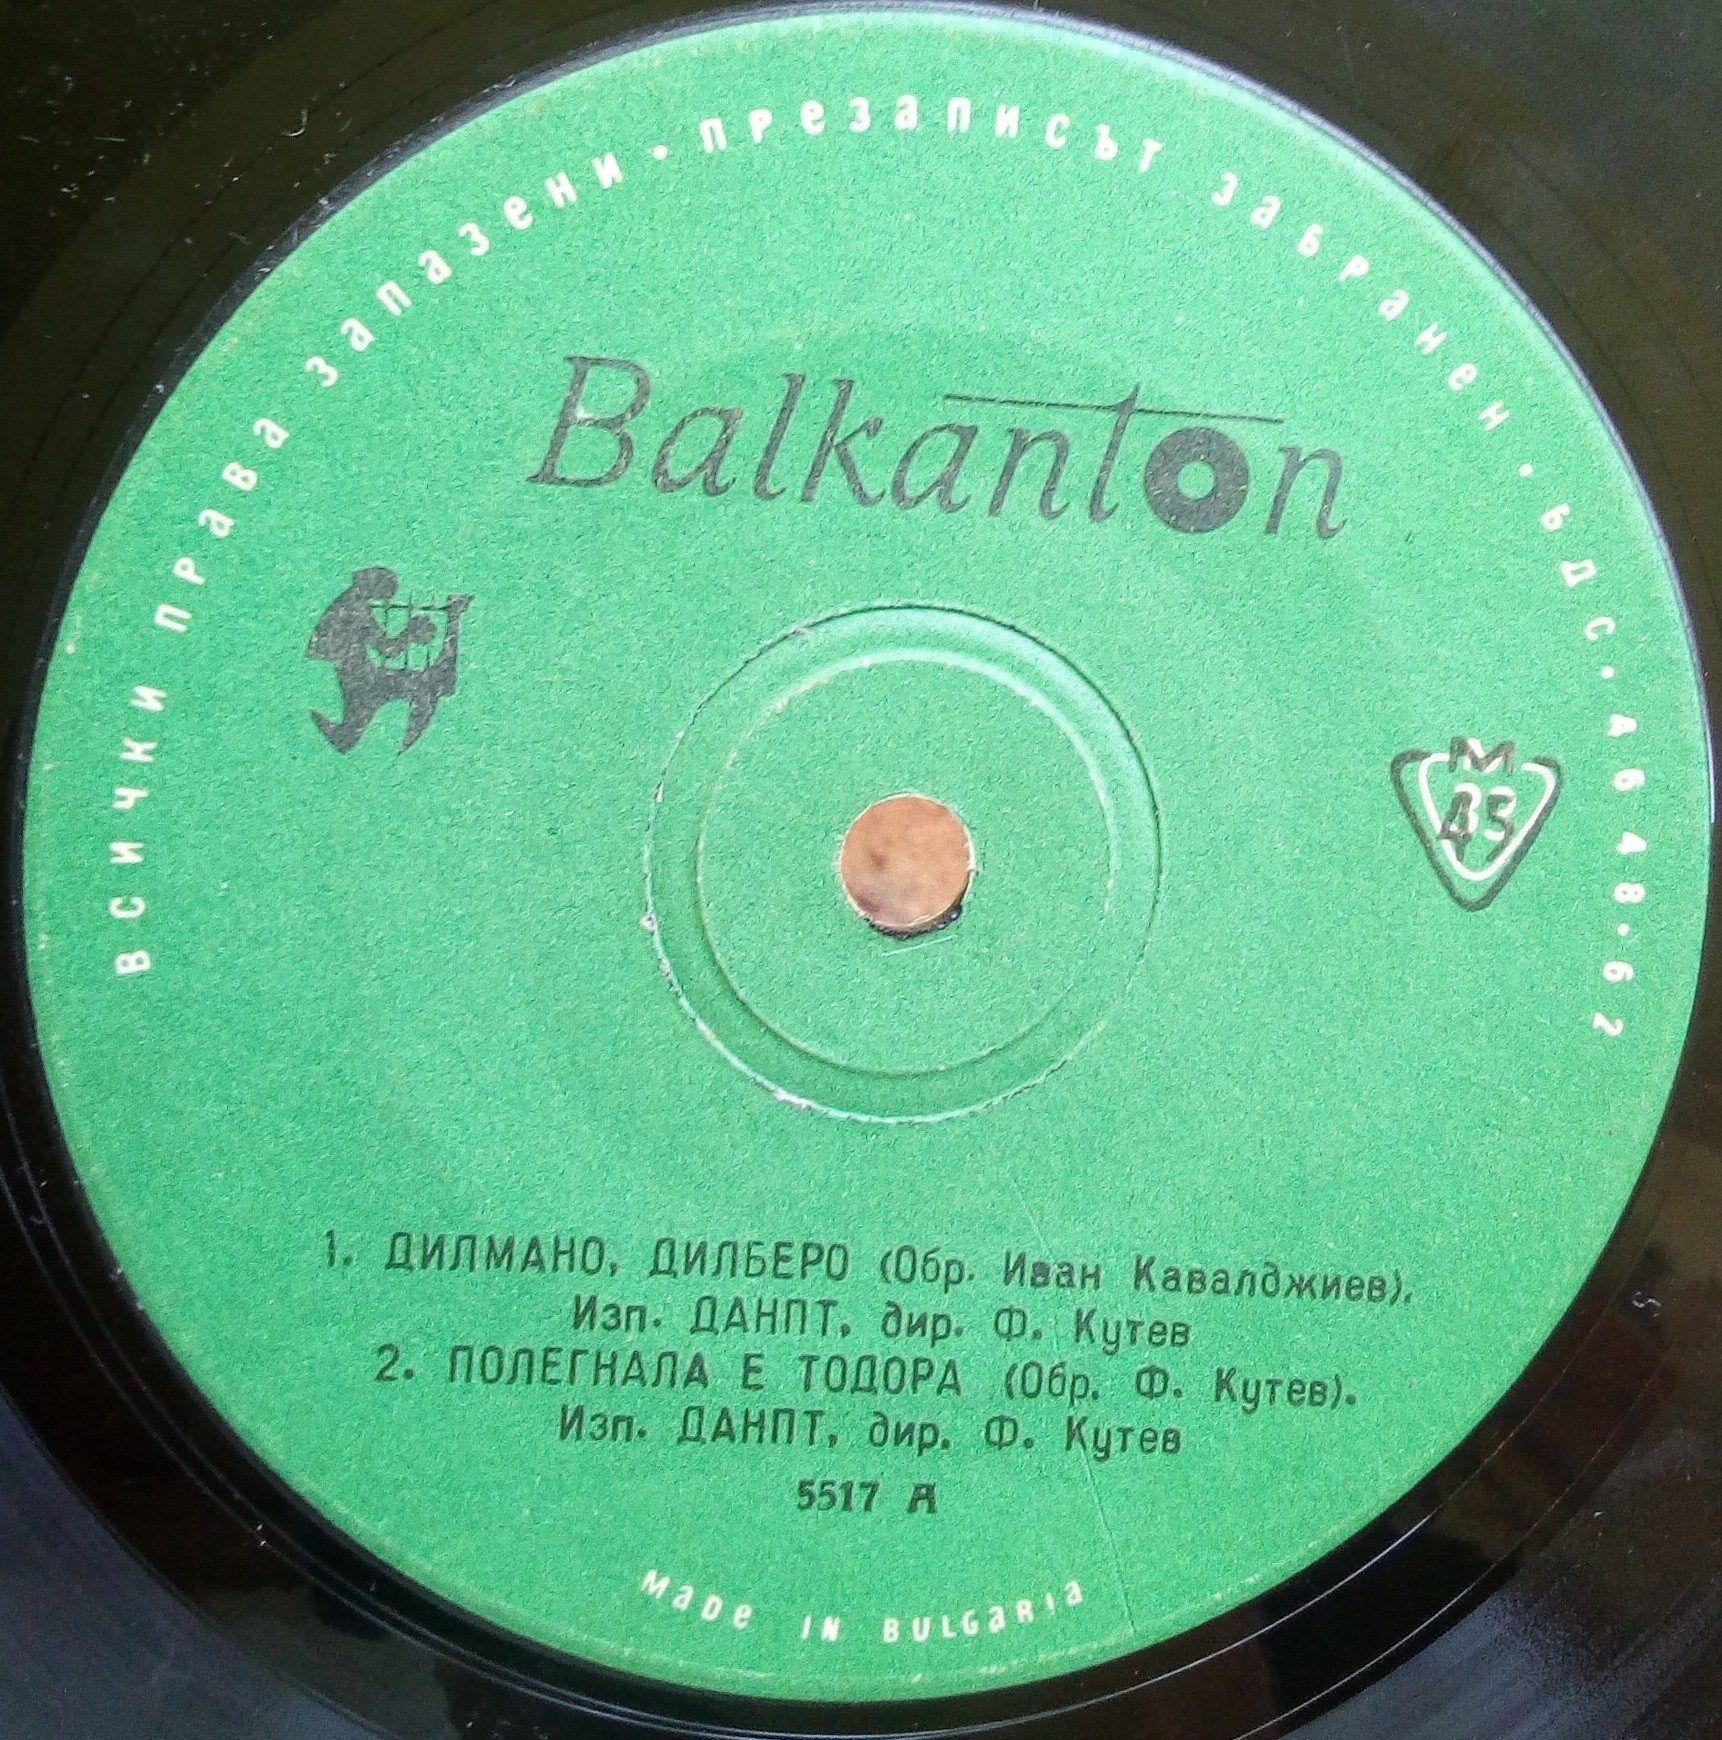 ВСИЧКИ ПРАВА ЗАПАЗЕНИ · ПРЕЗАПИСЪТ ЗАБРАНЕН · БДС · 4648 · 62
Balkanton
М
1. ДИЛМАНО, ДИЛБЕРО (Обр. Иван Кавалджиев).
Изп. ДАНПТ, дир. Ф. Кутев
2. ПОЛЕГНАЛА Е ТОДОРА (Обр. Ф. Кутев).
Изп. ДАНПТ, дир. Ф. Кутев
5517 А
MADE IN BULGARIA